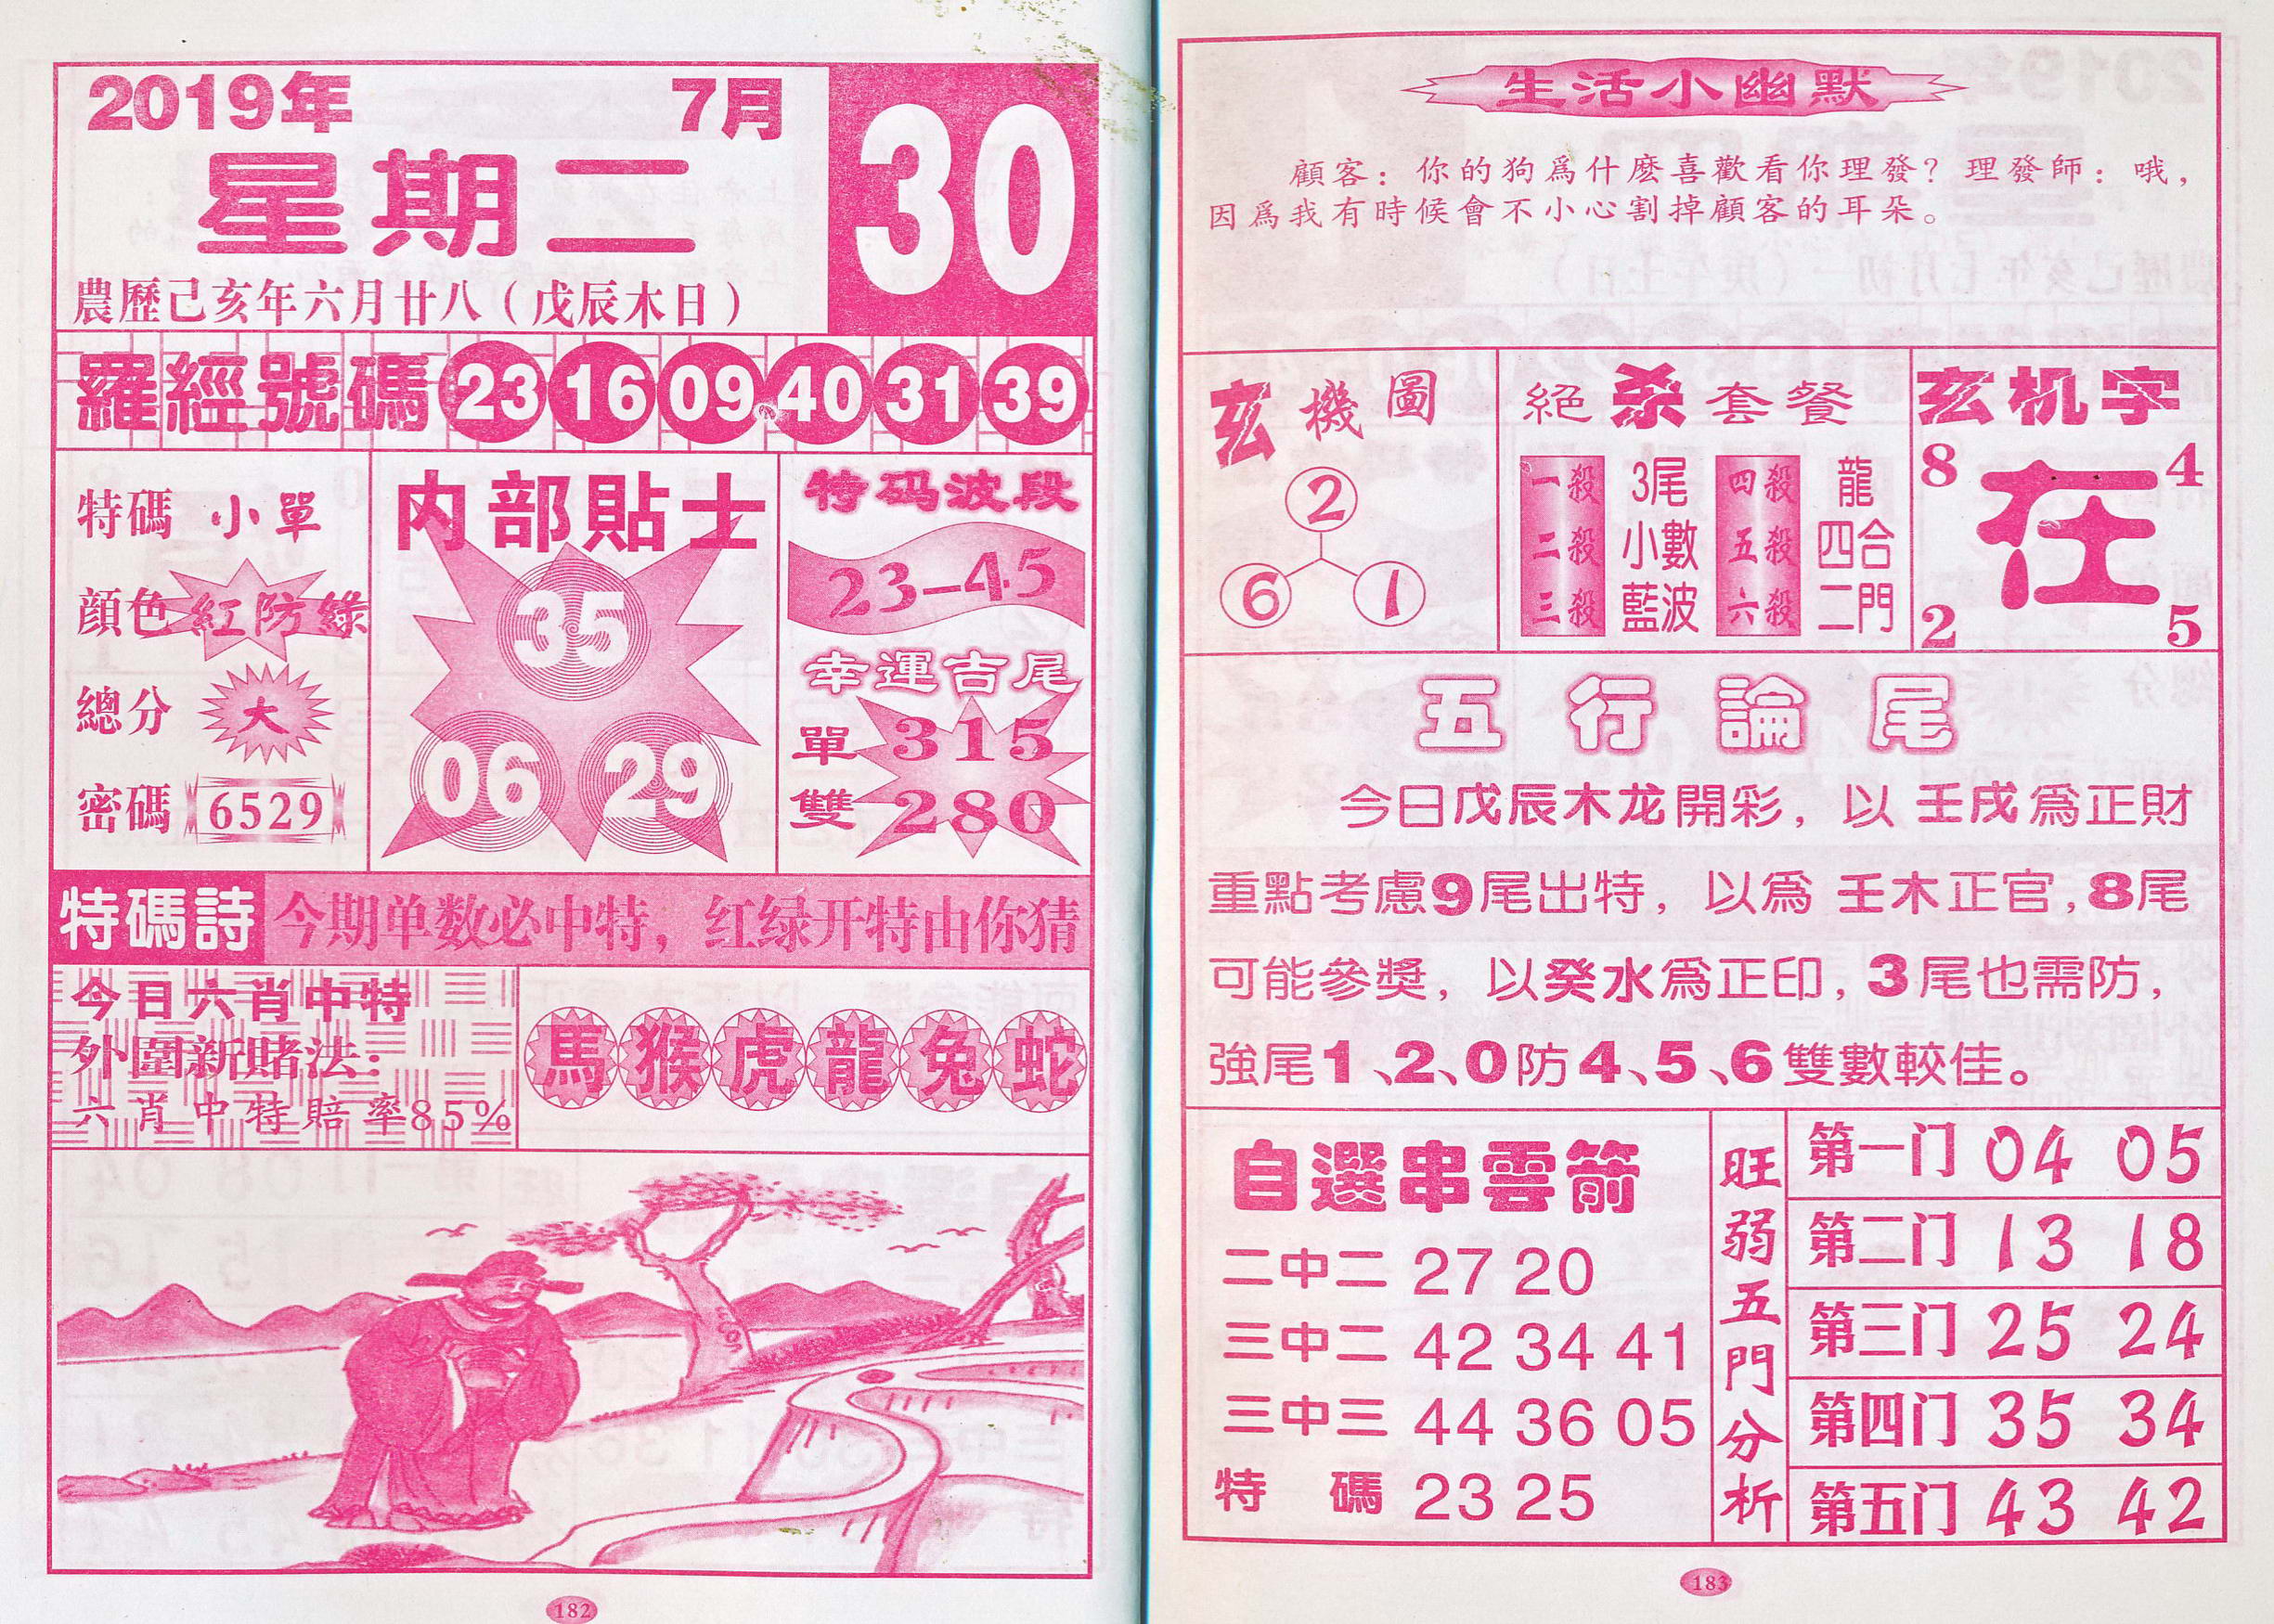 2019年 7月 30
星期二
農歷己亥年六月廿八（戊辰木日）
羅經號碼 23 16 09 40 31 39
特碼 小單
顔色 紅防綠
總分 大
密碼 6529
内部貼士
35
06 29
特码波段
23-45
幸運吉尾
單 315
雙 280
特碼詩 今期单数必中特，红绿开特由你猜
今日六肖中特
外圍新賭法：
六肖中特賠率85%
馬 猴 虎 龍 兔 蛇
182
生活小幽默
顧客：你的狗爲什麽喜歡看你理發？理發師：哦，
因爲我有時候會不小心割掉顧客的耳朵。
玄機圖
2
6 1
絕杀套餐
一殺 3尾 四殺 龍
二殺 小數 五殺 四合
三殺 藍波 六殺 二門
玄机字
8 4
在
2 5
五行論尾
今日戊辰木龙開彩，以 壬戌爲正財
重點考慮9尾出特，以爲 壬木正官，8尾
可能參獎，以癸水爲正印，3尾也需防，
強尾1、2、0防4、5、6雙數較佳。
自選串雲箭
二中二 27 20
三中二 42 34 41
三中三 44 36 05
特碼 23 25
旺弱五門分析
第一门 04 05
第二门 13 18
第三门 25 24
第四门 35 34
第五门 43 42
183